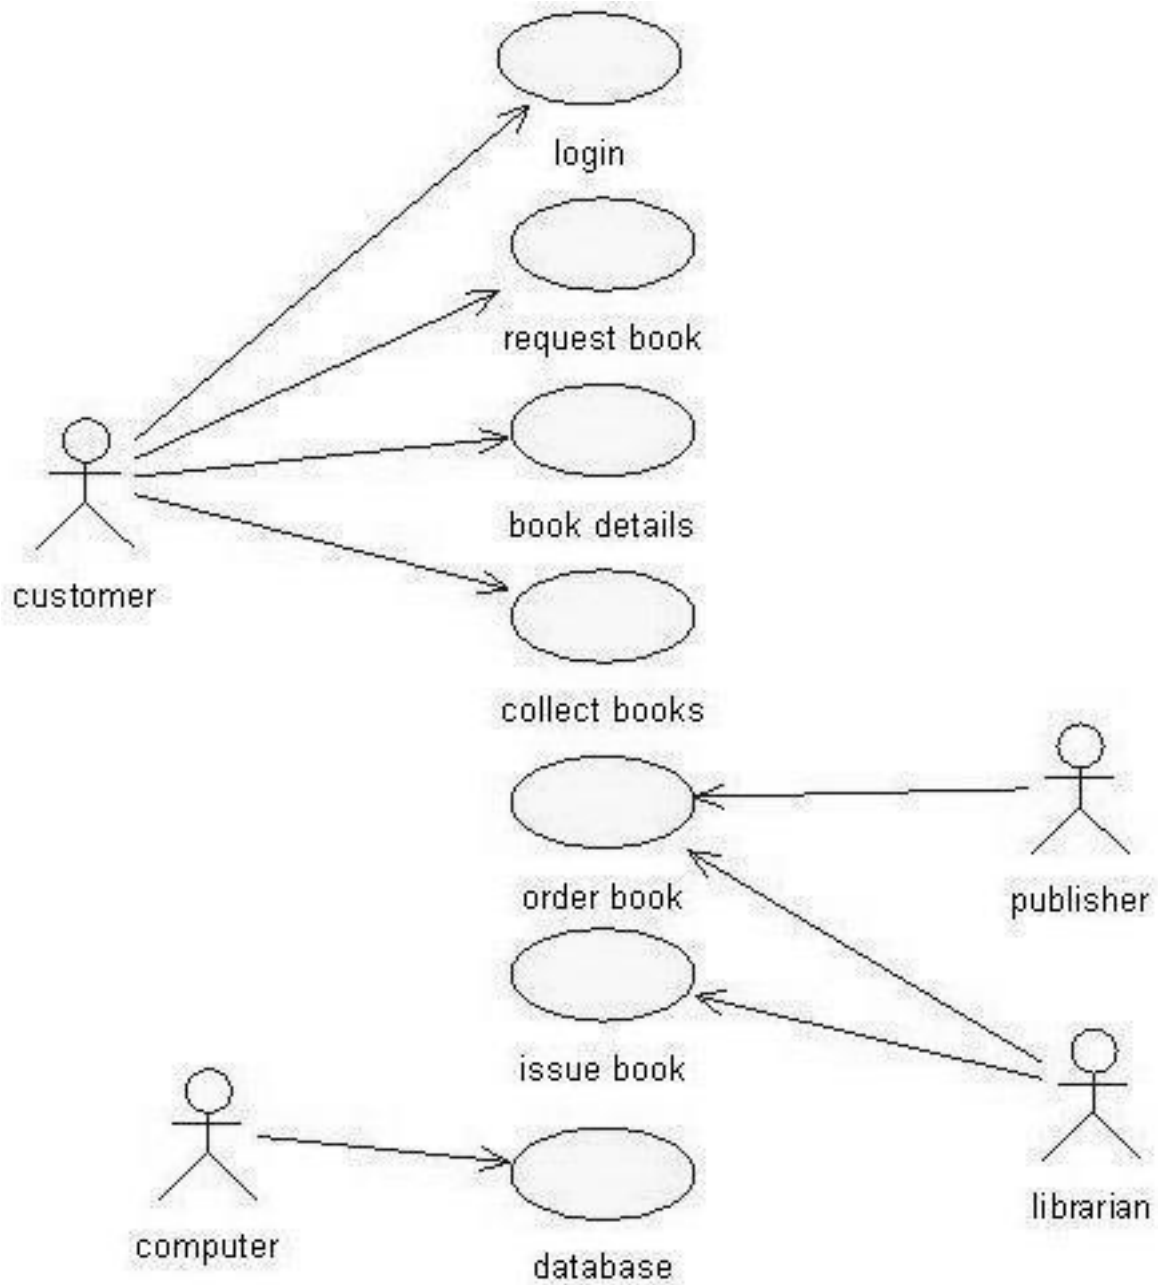 login
request book
book details
customer
collect books
order book
publisher
issue book
librarian
computer
database